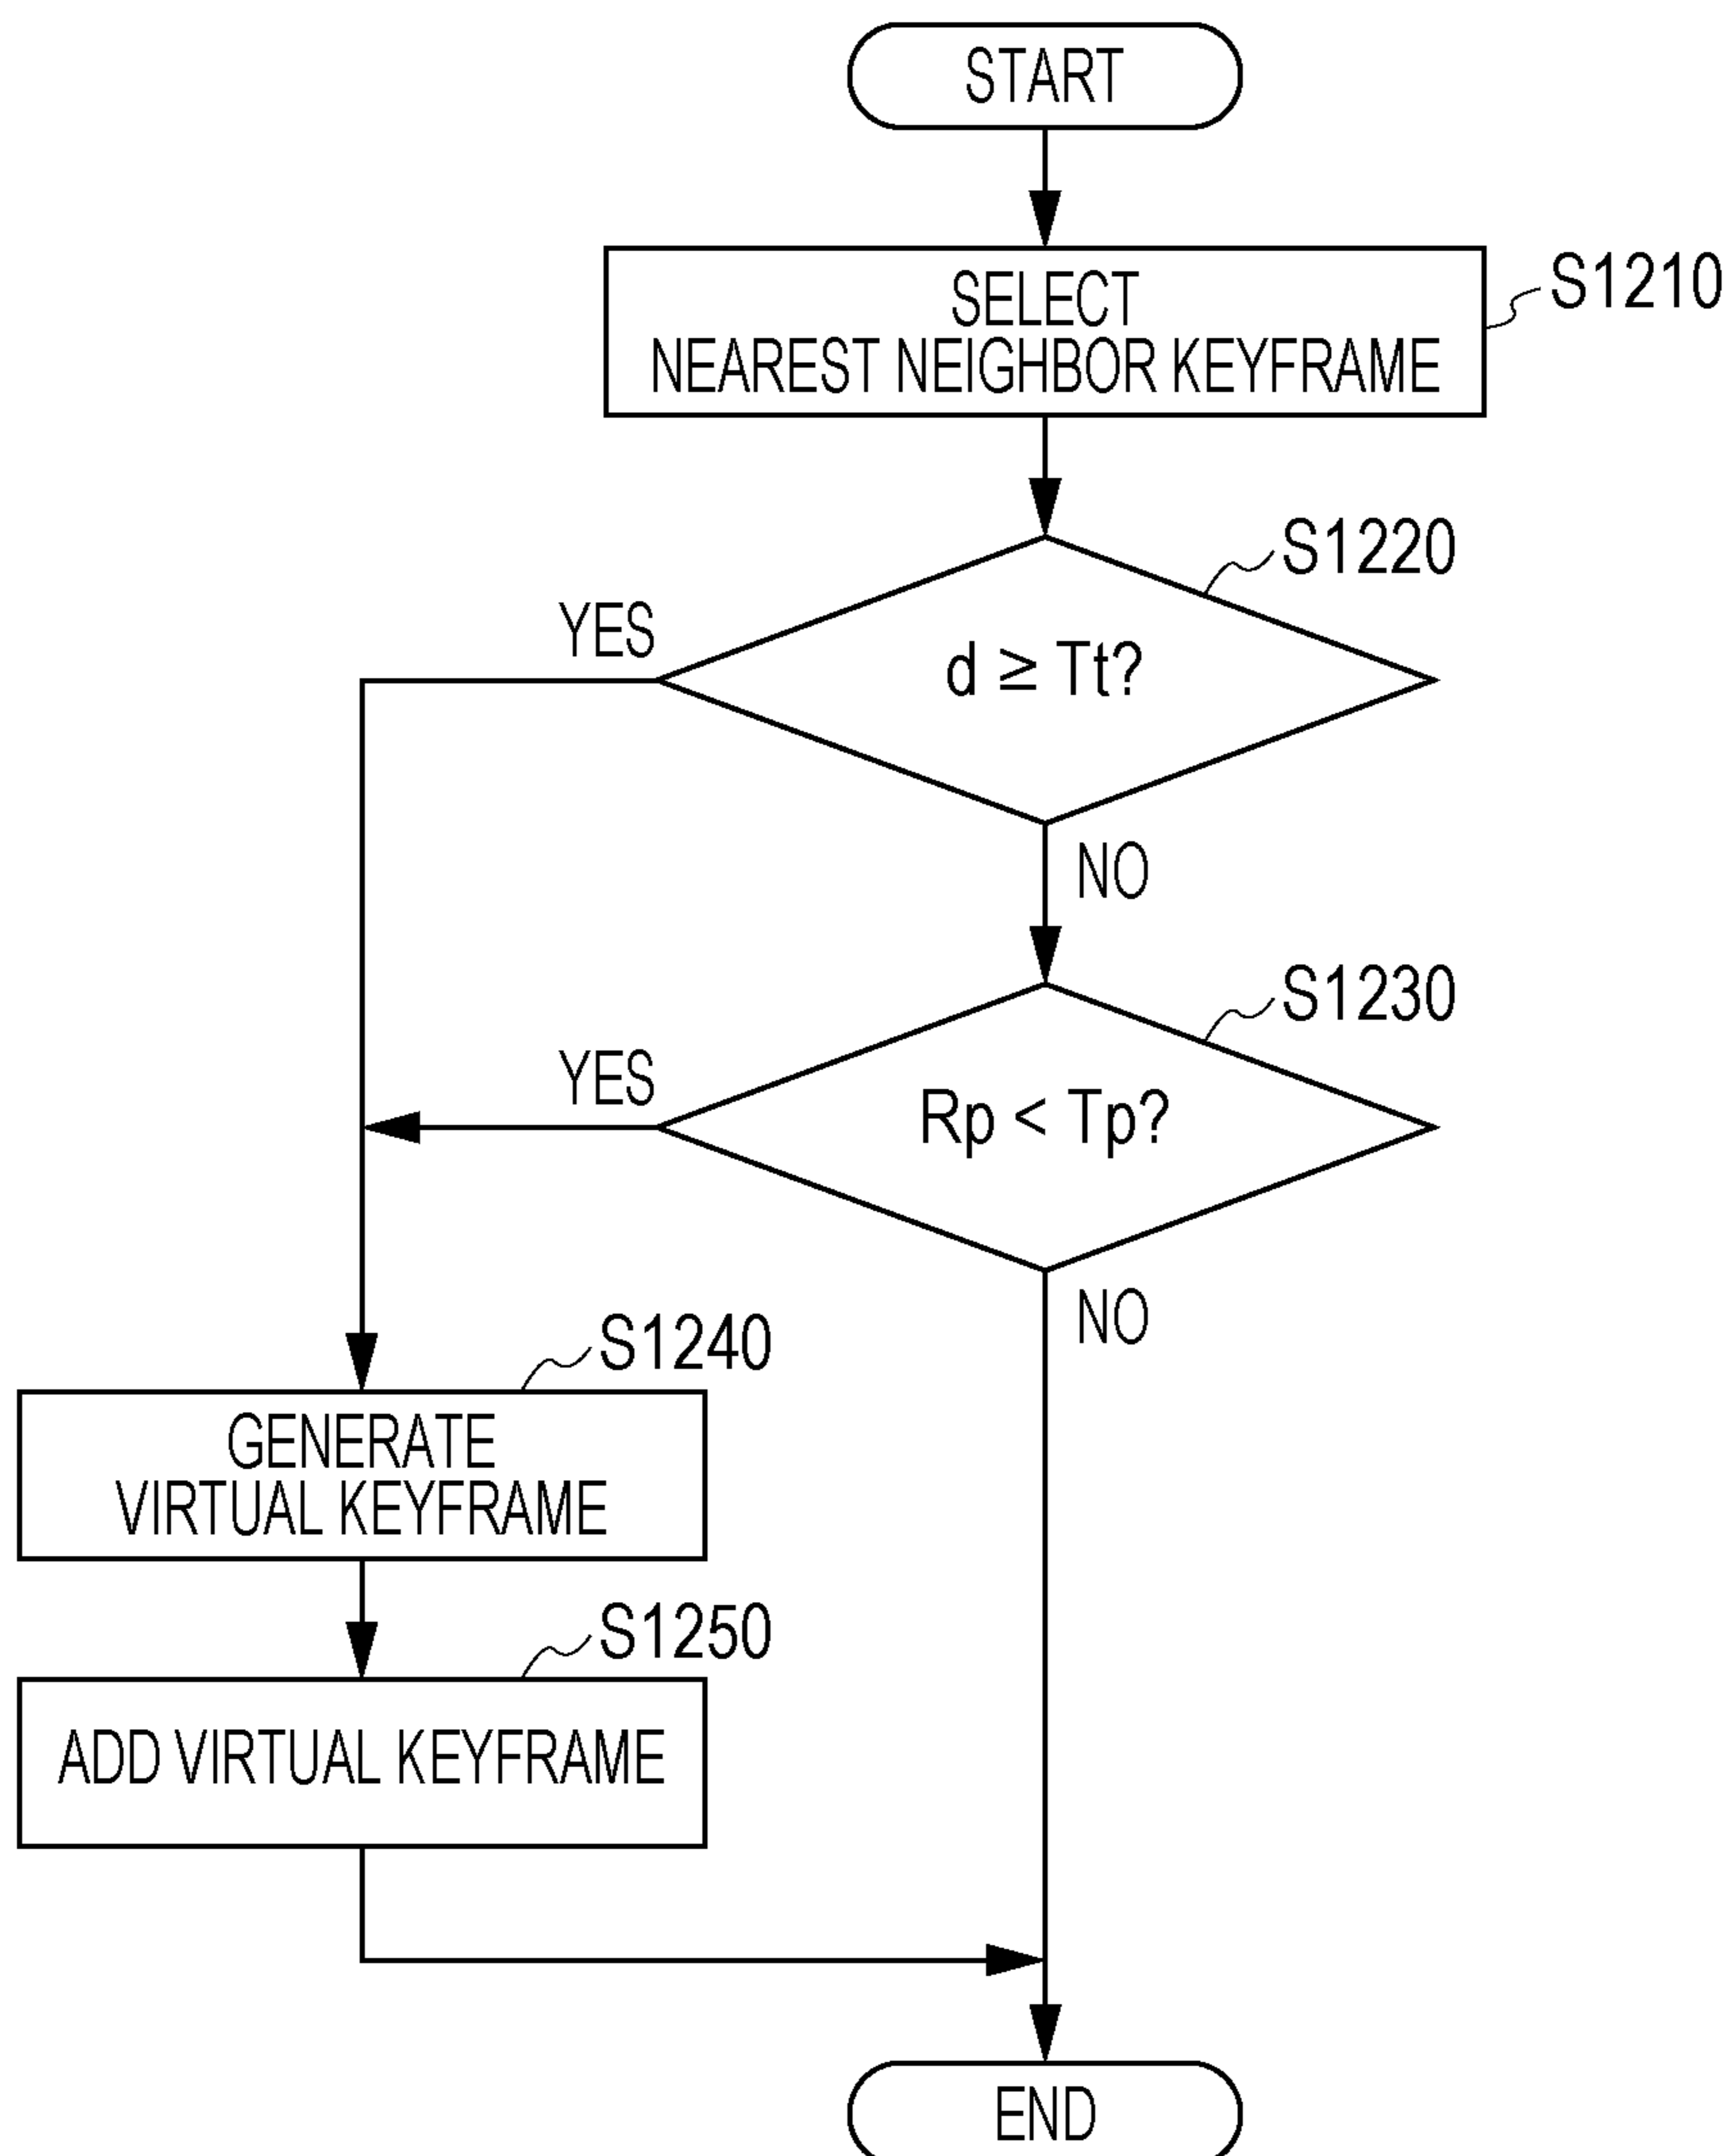 START
SELECT
NEAREST NEIGHBOR KEYFRAME
S1210
S1220
YES
d ≥ Tt?
NO
S1230
YES
Rp < Tp?
NO
S1240
GENERATE
VIRTUAL KEYFRAME
S1250
ADD VIRTUAL KEYFRAME
END